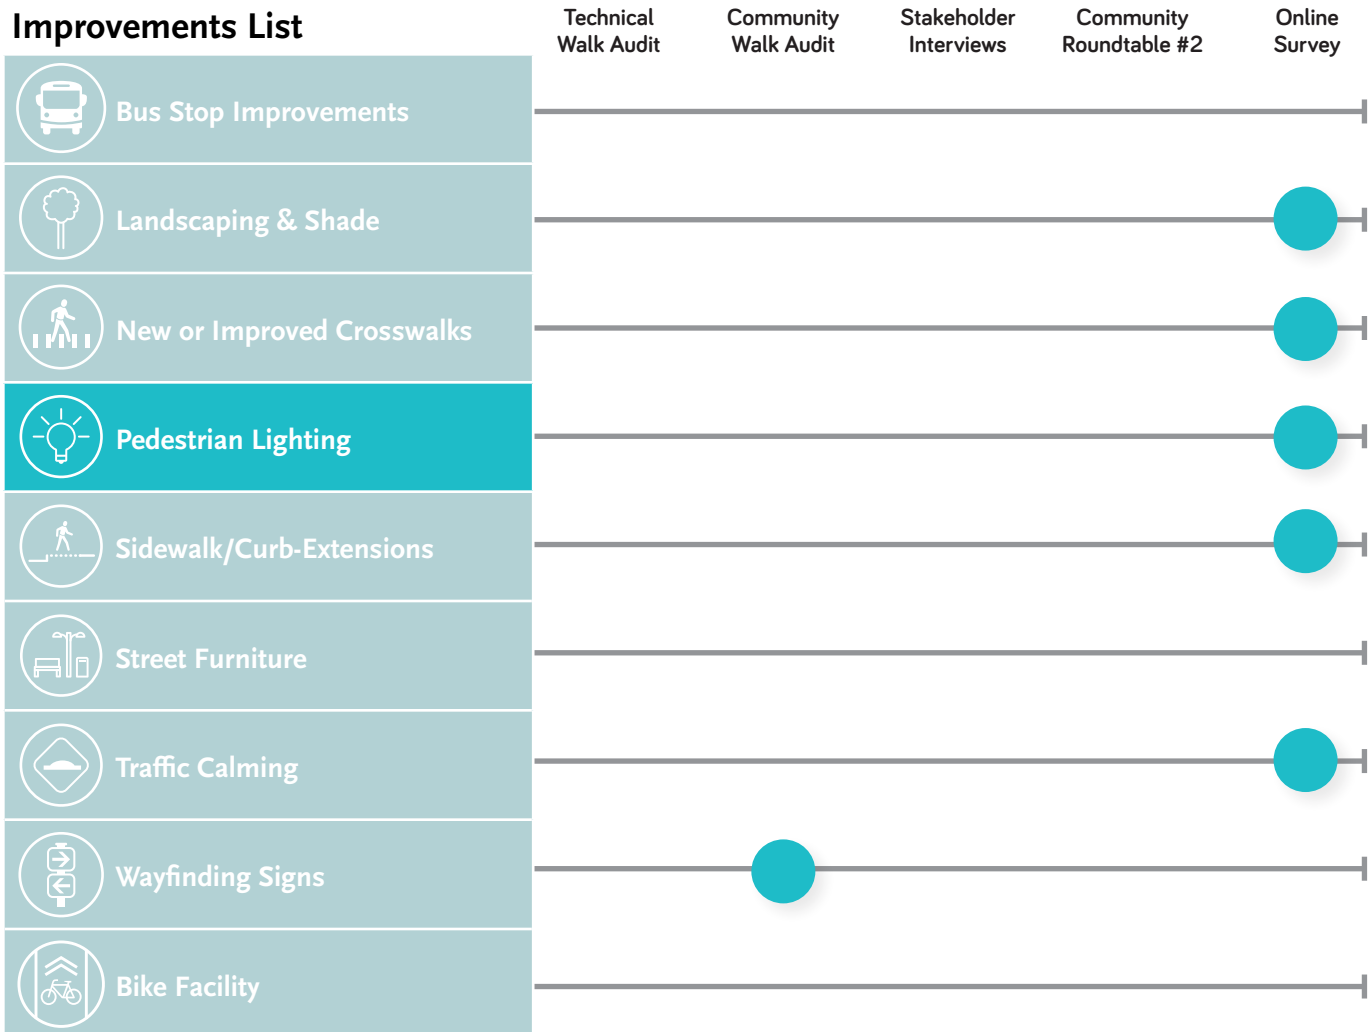 Improvements List
Technical
Walk Audit
Community
Walk Audit
Stakeholder
Interviews
Community
Roundtable #2
Online
Survey
Bus Stop Improvements
Landscaping & Shade
New or Improved Crosswalks
Pedestrian Lighting
Sidewalk/Curb-Extensions
Street Furniture
Traffic Calming
Wayfinding Signs
Bike Facility